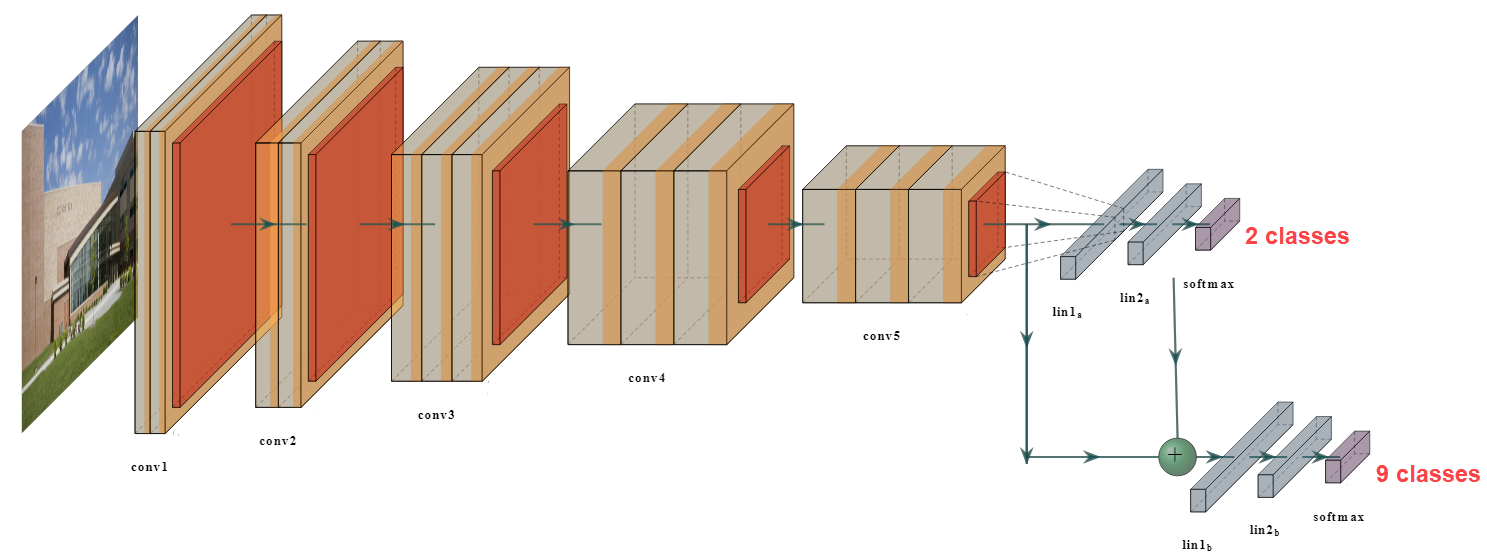 conv1
conv2
conv3
conv4
conv5
lin1a
lin2a
softmax
2 classes
+
lin1b
lin2b
softmax
9 classes